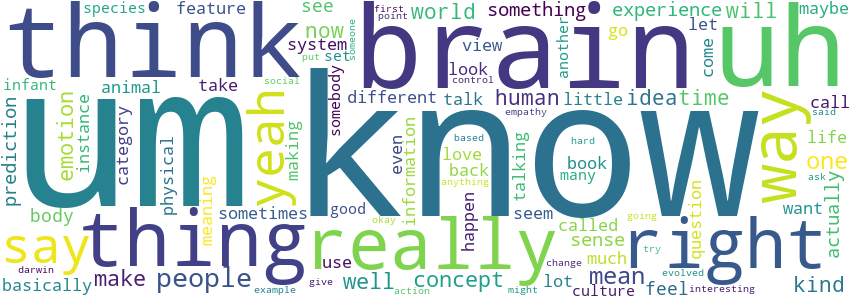 species feature see something experience will maybe
think brain uh
now world first point someone another go let come
system put set view look
infant animal take social somebody control
different talk human little idea time call
prediction emotion instance category physical making yeah um know way
even information love back based empathy talking book many hard said life one
meaning good okay anything happen seem question ask actually
body sometimes called sense want
say thing really right
going try much change
darwin basically make people use give well concept lot mean feel kind
example action might culture evolved interesting